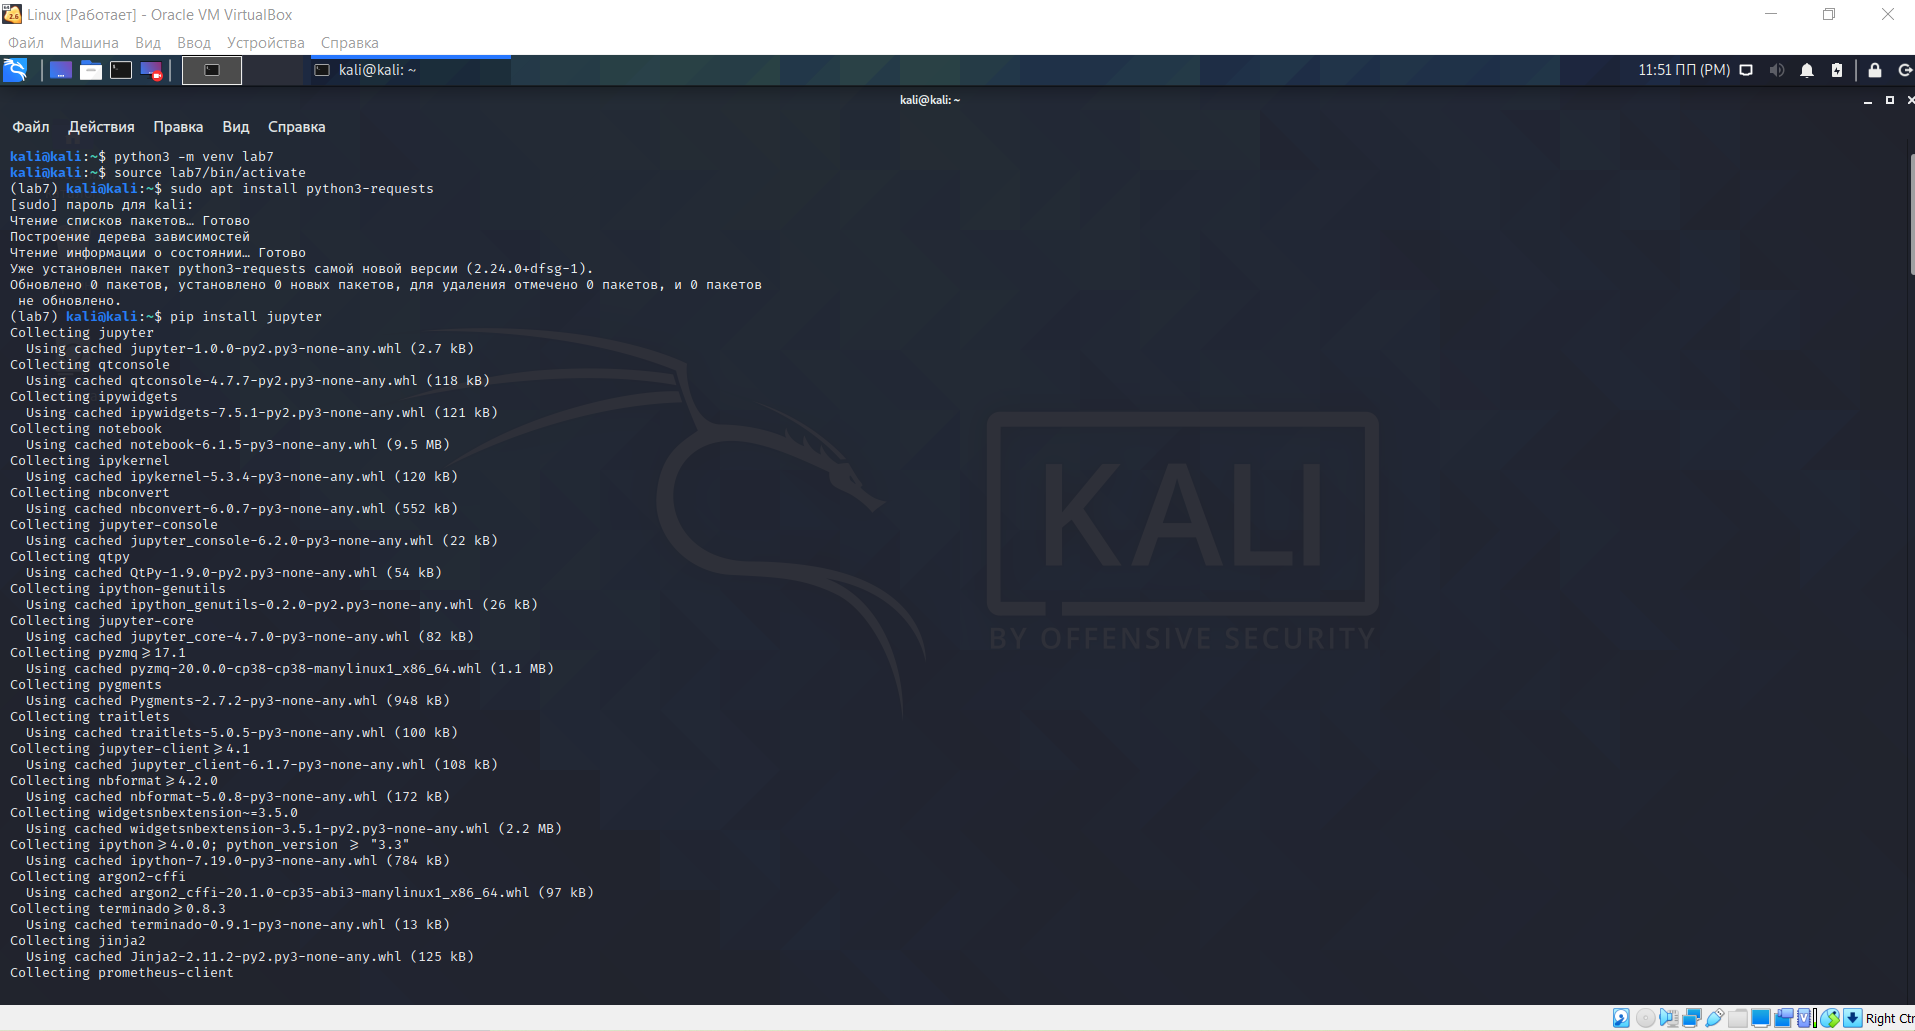 Linux [Работает] - Oracle VM VirtualBox
Файл Машина Вид Ввод Устройства Справка
kali@kali: ~
11:51 ПП (PM)
kali@kali: ~
Файл Действия Правка Вид Справка
kali@kali:~$ python3 -m venv lab7
kali@kali:~$ source lab7/bin/activate
(lab7) kali@kali:~$ sudo apt install python3-requests
[sudo] пароль для kali:
Чтение списков пакетов… Готово
Построение дерева зависимостей
Чтение информации о состоянии… Готово
Уже установлен пакет python3-requests самой новой версии (2.24.0+dfsg-1).
Обновлено 0 пакетов, установлено 0 новых пакетов, для удаления отмечено 0 пакетов, и 0 пакетов
не обновлено.
(lab7) kali@kali:~$ pip install jupyter
Collecting jupyter
Using cached jupyter-1.0.0-py2.py3-none-any.whl (2.7 kB)
Collecting qtconsole
Using cached qtconsole-4.7.7-py2.py3-none-any.whl (118 kB)
Collecting ipywidgets
Using cached ipywidgets-7.5.1-py2.py3-none-any.whl (121 kB)
Collecting notebook
Using cached notebook-6.1.5-py3-none-any.whl (9.5 MB)
Collecting ipykernel
Using cached ipykernel-5.3.4-py3-none-any.whl (120 kB)
Collecting nbconvert
Using cached nbconvert-6.0.7-py3-none-any.whl (552 kB)
Collecting jupyter-console
Using cached jupyter_console-6.2.0-py3-none-any.whl (22 kB)
Collecting qtpy
Using cached QtPy-1.9.0-py2.py3-none-any.whl (54 kB)
Collecting ipython-genutils
Using cached ipython_genutils-0.2.0-py2.py3-none-any.whl (26 kB)
Collecting jupyter-core
Using cached jupyter_core-4.7.0-py3-none-any.whl (82 kB)
Collecting pyzmq≥17.1
Using cached pyzmq-20.0.0-cp38-cp38-manylinux1_x86_64.whl (1.1 MB)
Collecting pygments
Using cached Pygments-2.7.2-py3-none-any.whl (948 kB)
Collecting traitlets
Using cached traitlets-5.0.5-py3-none-any.whl (100 kB)
Collecting jupyter-client≥4.1
Using cached jupyter_client-6.1.7-py3-none-any.whl (108 kB)
Collecting nbformat≥4.2.0
Using cached nbformat-5.0.8-py3-none-any.whl (172 kB)
Collecting widgetsnbextension~=3.5.0
Using cached widgetsnbextension-3.5.1-py2.py3-none-any.whl (2.2 MB)
Collecting ipython≥4.0.0; python_version ≥ "3.3"
Using cached ipython-7.19.0-py3-none-any.whl (784 kB)
Collecting argon2-cffi
Using cached argon2_cffi-20.1.0-cp35-abi3-manylinux1_x86_64.whl (97 kB)
Collecting terminado≥0.8.3
Using cached terminado-0.9.1-py3-none-any.whl (13 kB)
Collecting jinja2
Using cached Jinja2-2.11.2-py2.py3-none-any.whl (125 kB)
Collecting prometheus-client
KALI
BY OFFENSIVE SECURITY
Right Ctr